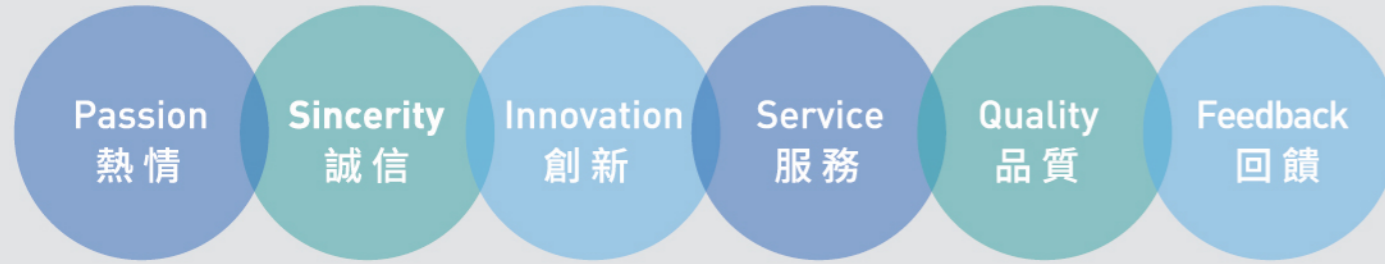 Passion
熱情
Sincerity
誠信
Innovation
創新
Service
服務
Quality
品質
Feedback
回饋